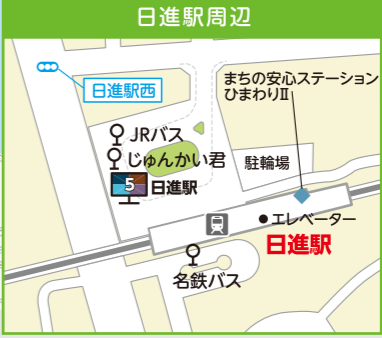 日進駅周辺
日進駅西
まちの安心ステーション
ひまわりⅡ
JRバス
じゅんかい君
駐輪場
5
日進駅
エレベーター
日進駅
名鉄バス